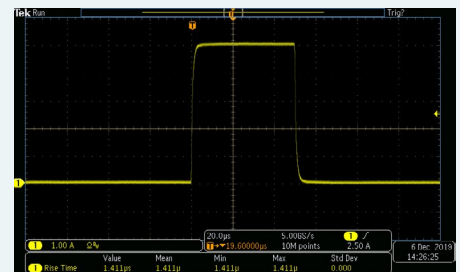 Tek Run
Trig?
T
1
1 1.00 A Ω
20.0µs 5.00GS/s 1
T→▼19.60000µs 10M points 2.50 A
6 Dec 2019
14:26:25
Value Mean Min Max Std Dev
1 Rise Time 1.411µs 1.411µ 1.411µ 1.411µ 0.000